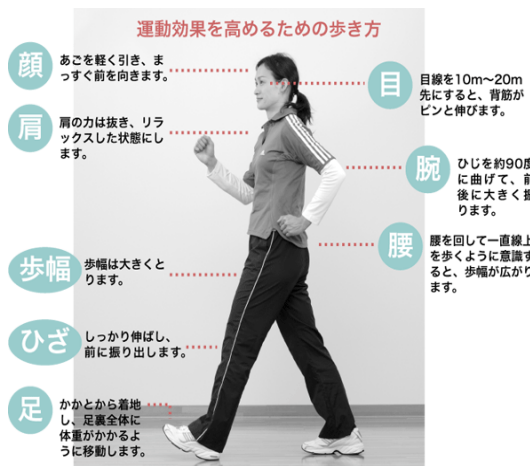 運動効果を高めるための歩き方
顔
あごを軽く引き、ま
っすぐ前を向きます。
目
目線を10m〜20m
先にすると、背筋が
ピンと伸びます。
肩
肩の力は抜き、リラ
ックスした状態にし
ます。
腕
ひじを約90度
に曲げて、前
後に大きく振
ります。
腰
腰を回して一直線上
を歩くように意識す
ると、歩幅が広がり
ます。
歩幅
歩幅は大きくと
ります。
ひざ
しっかり伸ばし、
前に振り出します。
足
かかとから着地
し、足裏全体に
体重がかかるよ
うに移動します。